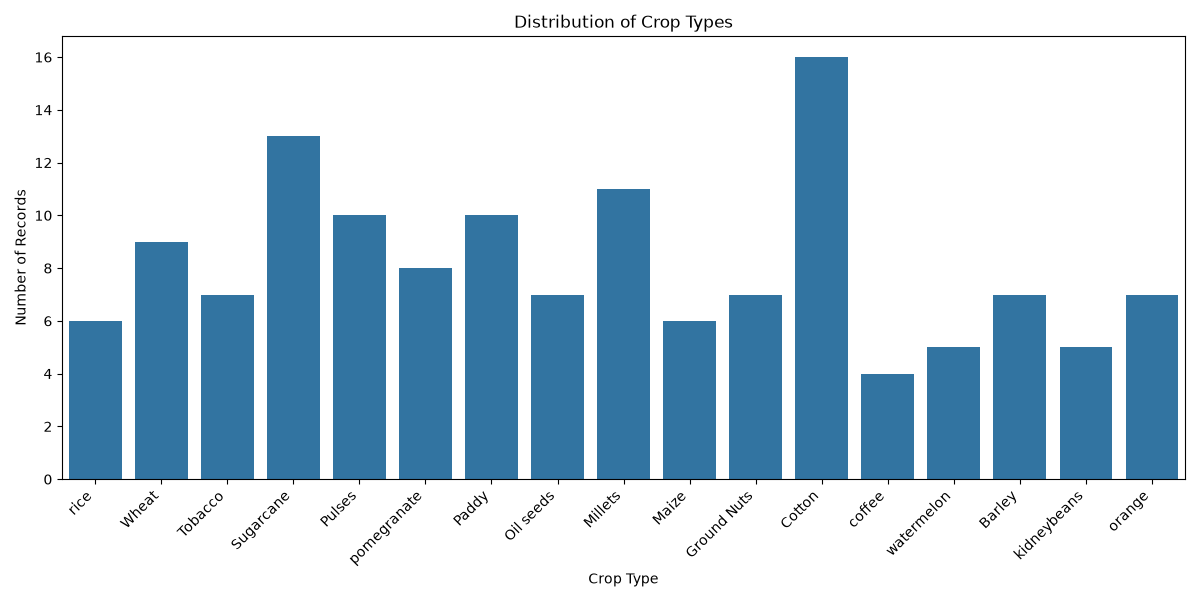 Distribution of Crop Types
Number of Records
16
14
12
10
8
6
4
2
0
rice
Wheat
Tobacco
Sugarcane
Pulses
pomegranate
Paddy
Oil seeds
Millets
Maize
Ground Nuts
Cotton
coffee
watermelon
Barley
kidneybeans
orange
Crop Type